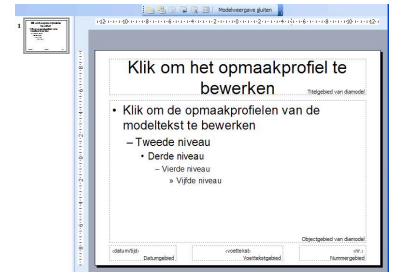 Modelweergave sluiten
1
Klik om het opmaakprofiel te
bewerken
Titelgebied van diamodel
• Klik om de opmaakprofielen van de
modeltekst te bewerken
– Tweede niveau
• Derde niveau
– Vierde niveau
» Vijfde niveau
Objectgebied van diamodel
<datum/tijd> <voettekst> <nr.>
Datumgebied Voettekstgebied Nummergebied